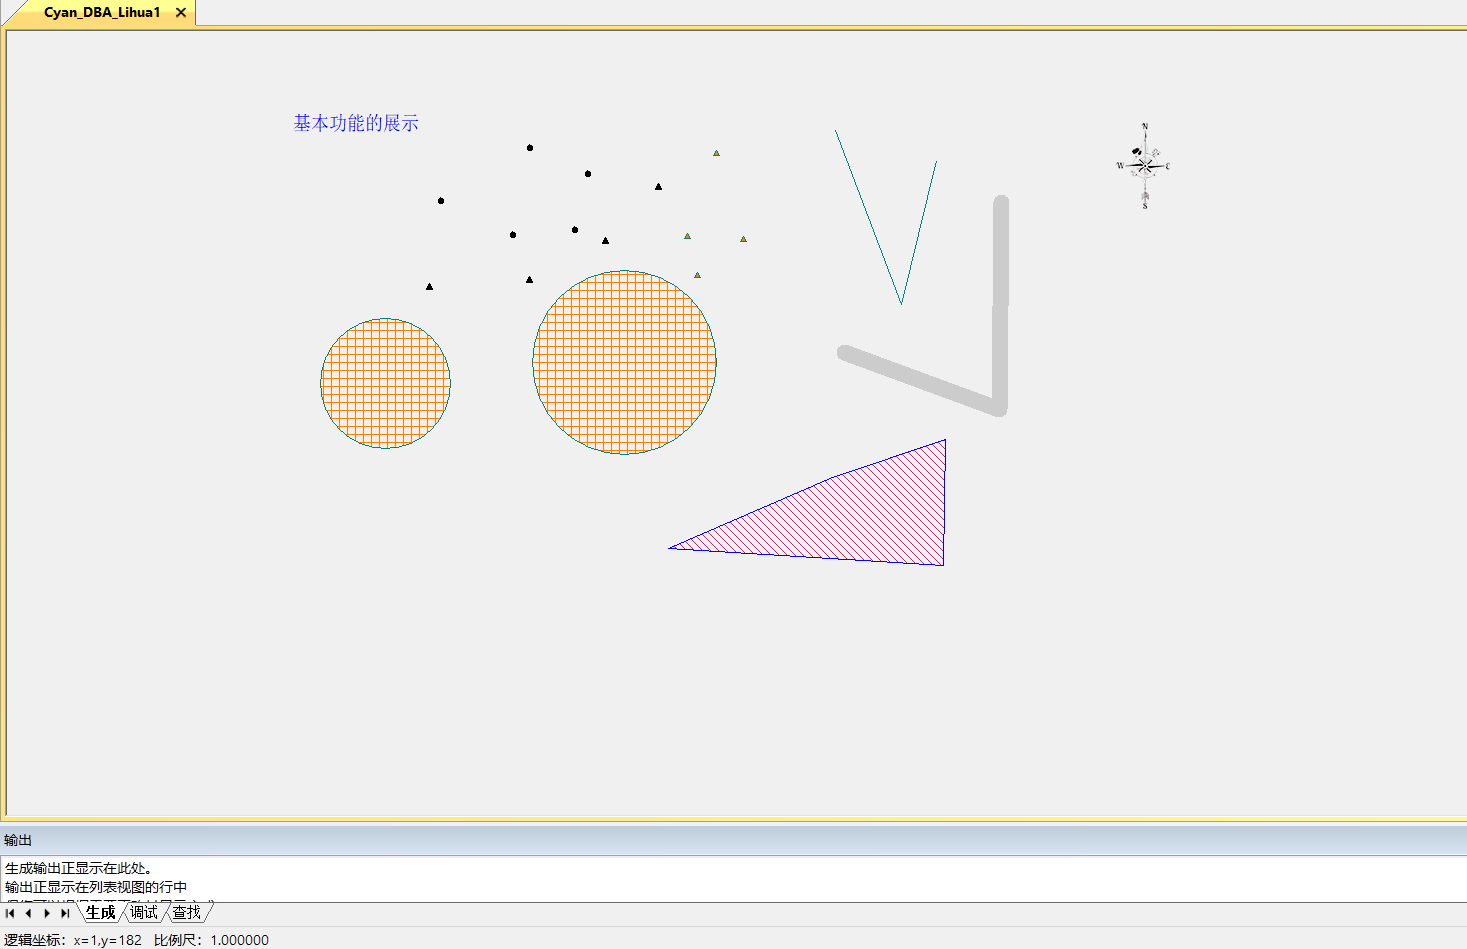 Cyan_DBA_Lihua1
基本功能的展示
N
W E
S
输出
生成输出正显示在此处。
输出正显示在列表视图的行中
生成 调试 查找
逻辑坐标：x=1,y=182 比例尺：1.000000